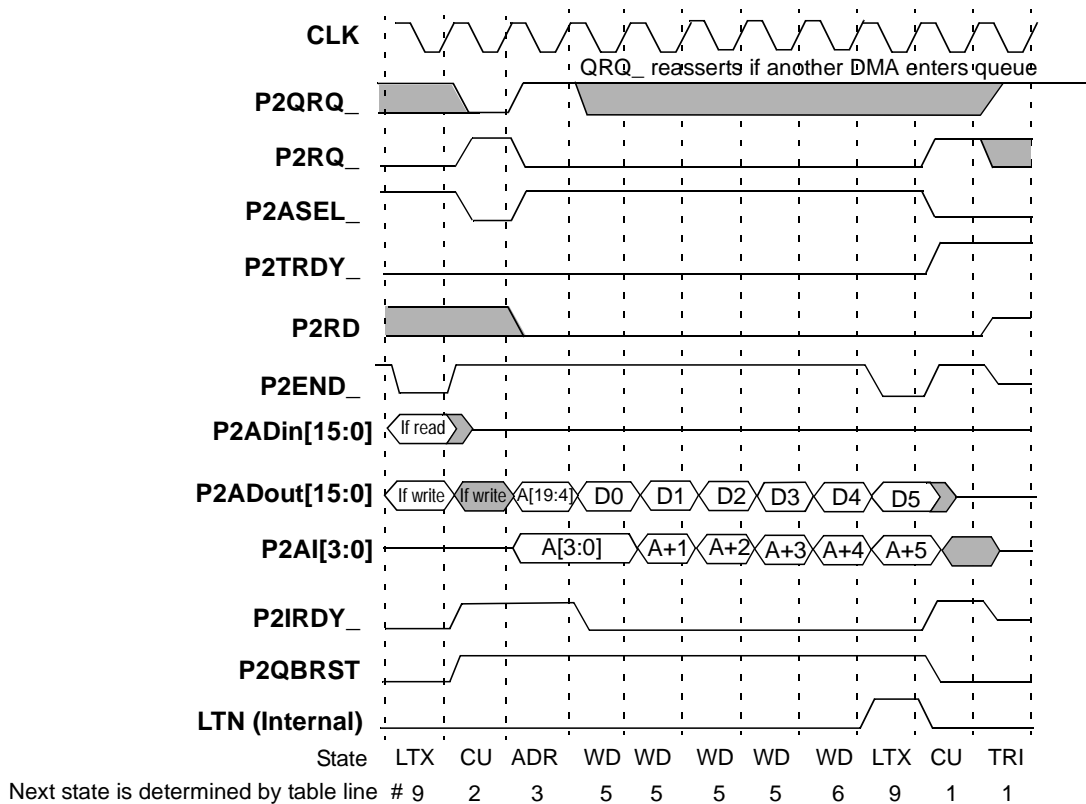 CLK
QRQ_ reasserts if another DMA enters queue
P2QRQ_
P2RQ_
P2ASEL_
P2TRDY_
P2RD
P2END_
P2ADin[15:0] If read
P2ADout[15:0] If write If write A[19:4] D0 D1 D2 D3 D4 D5
P2AI[3:0] A[3:0] A+1 A+2 A+3 A+4 A+5
P2IRDY_
P2QBRST
LTN (Internal)
State LTX CU ADR WD WD WD WD WD LTX CU TRI
Next state is determined by table line # 9 2 3 5 5 5 5 6 9 1 1